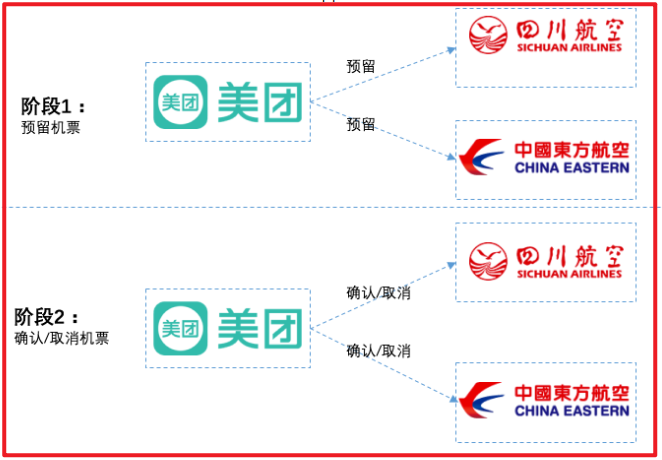 阶段1：
预留机票
美团
美团
预留
预留
四川航空
SICHUAN AIRLINES
中國東方航空
CHINA EASTERN
阶段2：
确认/取消机票
美团
美团
确认/取消
确认/取消
四川航空
SICHUAN AIRLINES
中國東方航空
CHINA EASTERN